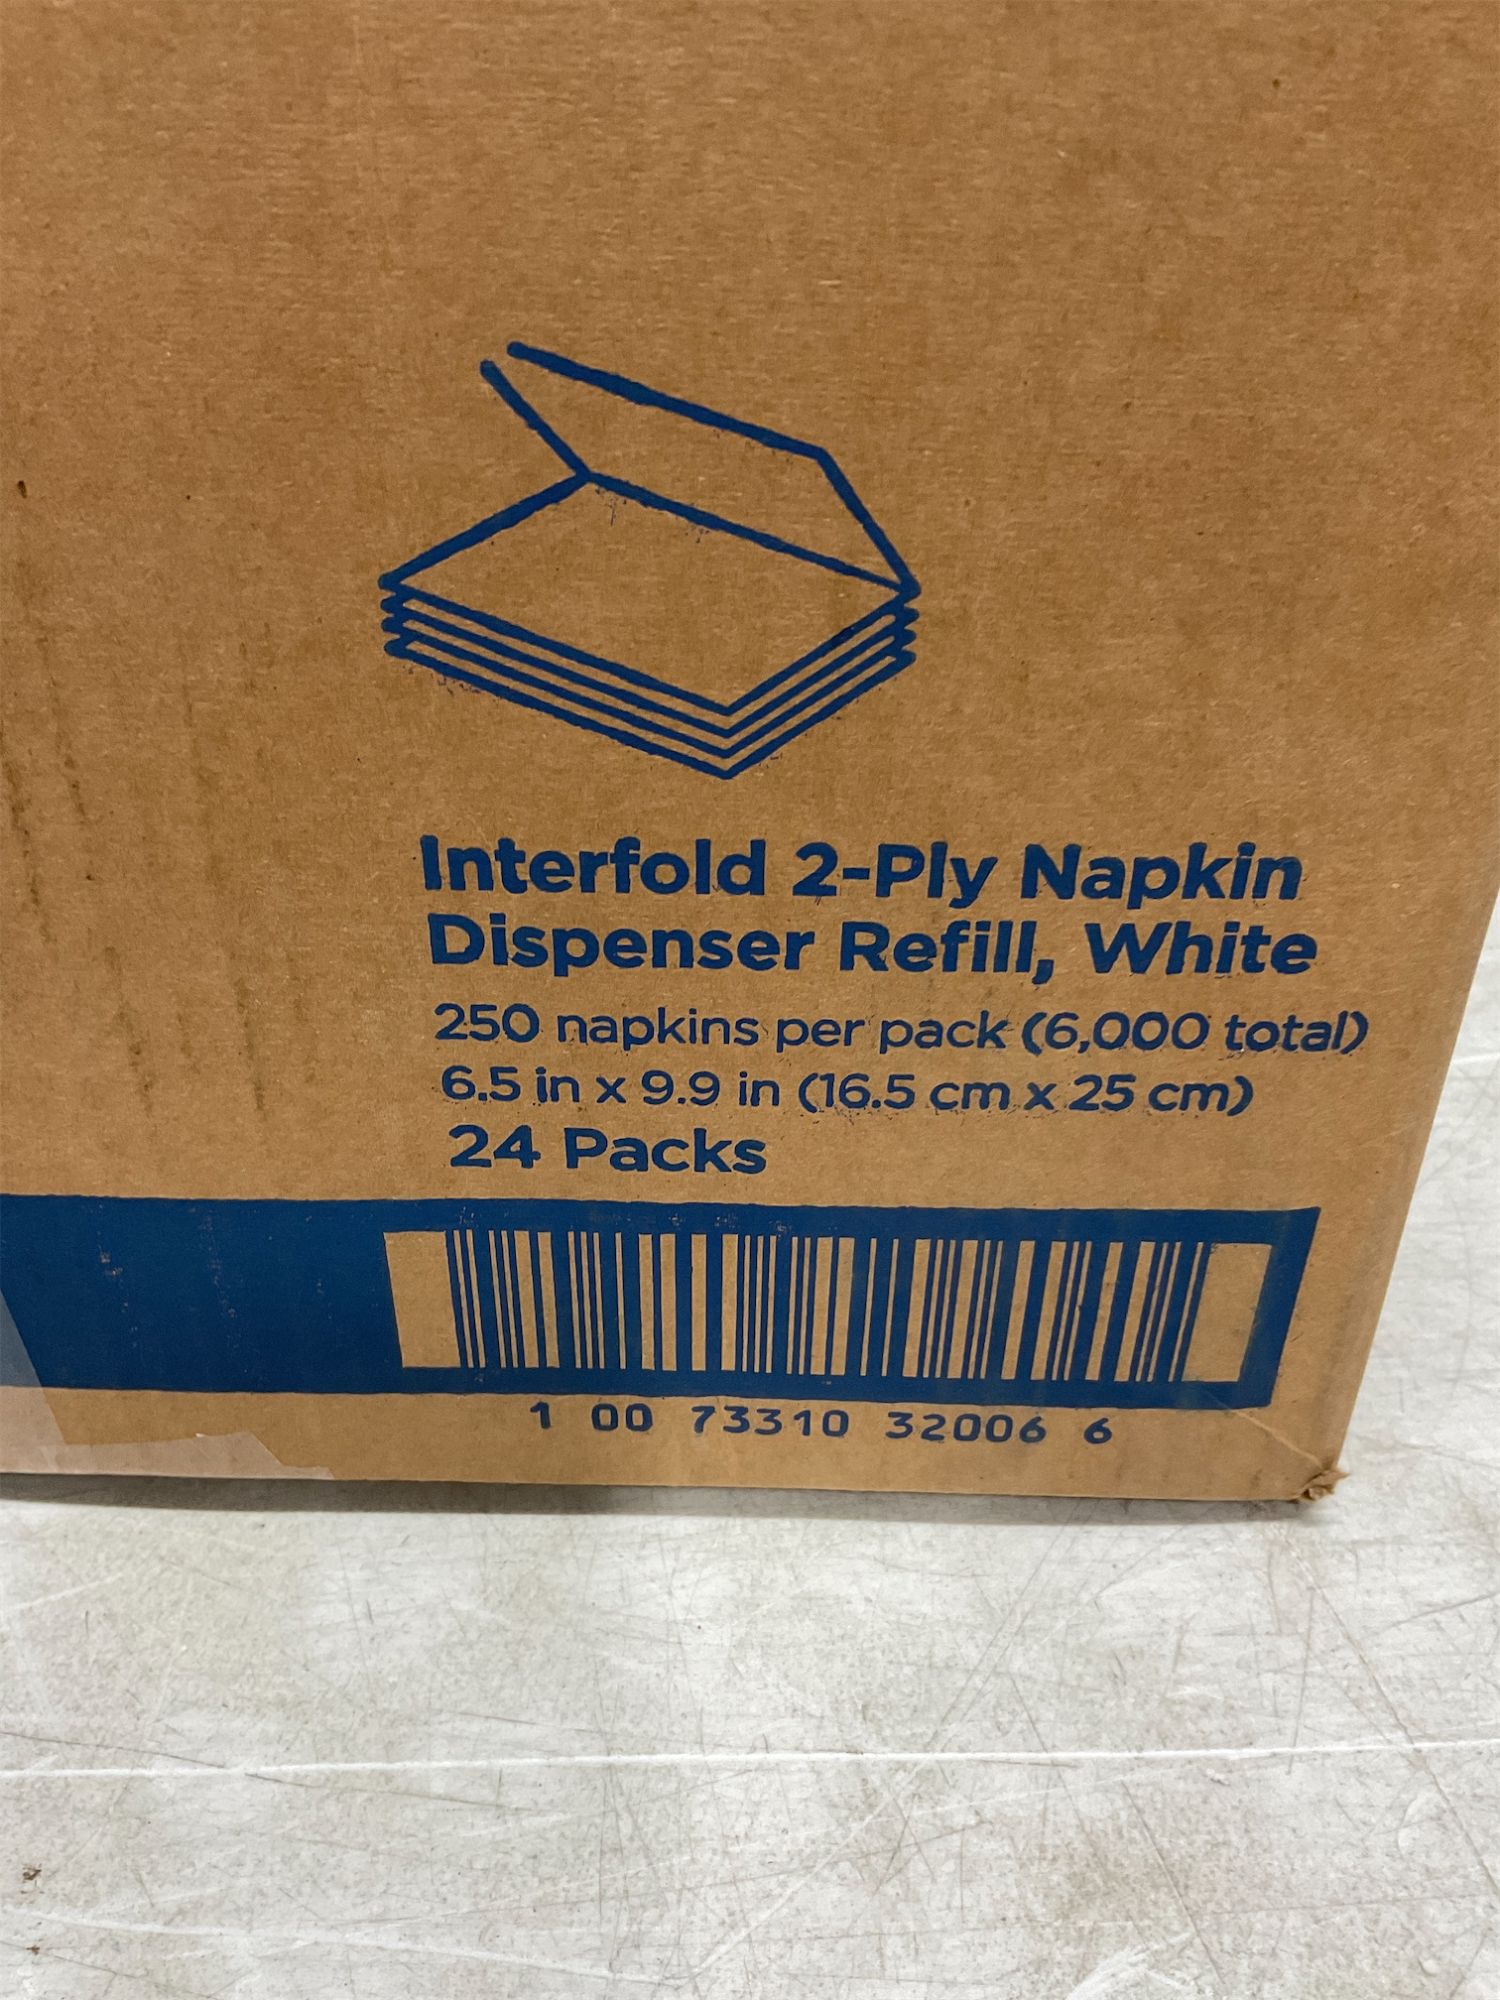 Interfold 2-Ply Napkin
Dispenser Refill, White
250 napkins per pack (6,000 total)
6.5 in x 9.9 in (16.5 cm x 25 cm)
24 Packs
1 00 73310 32006 6